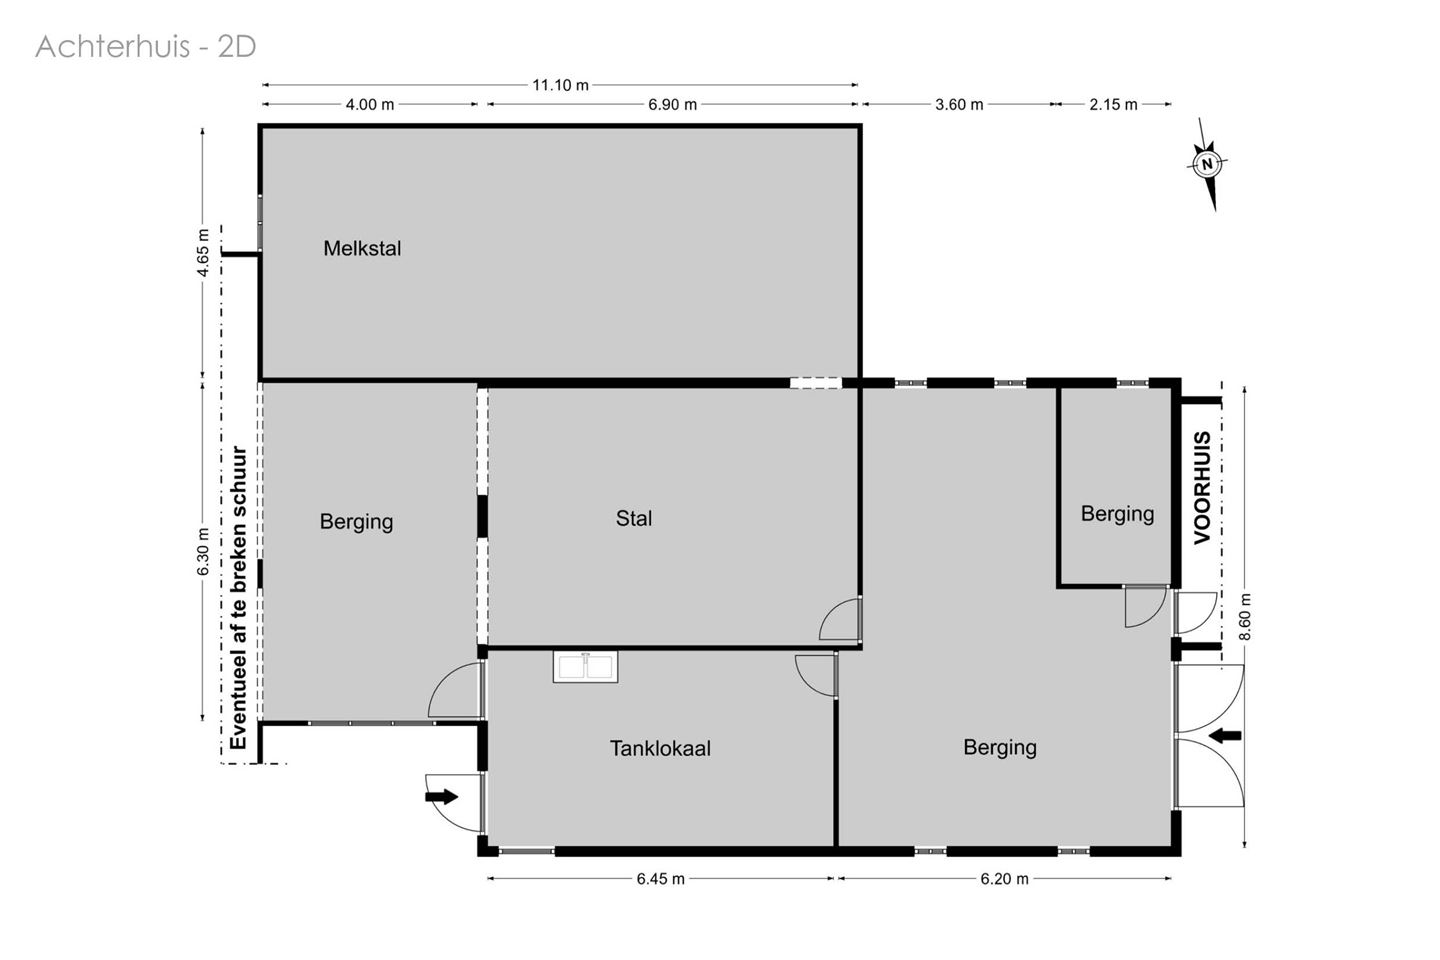 Achterhuis - 2D
11.10 m
4.00 m
6.90 m
3.60 m
2.15 m
N
4.65 m
Melkstal
6.30 m
Eventueel af te breken schuur
Berging
Stal
Berging
VOORHUIS
8.60 m
Tanklokaal
Berging
6.45 m
6.20 m